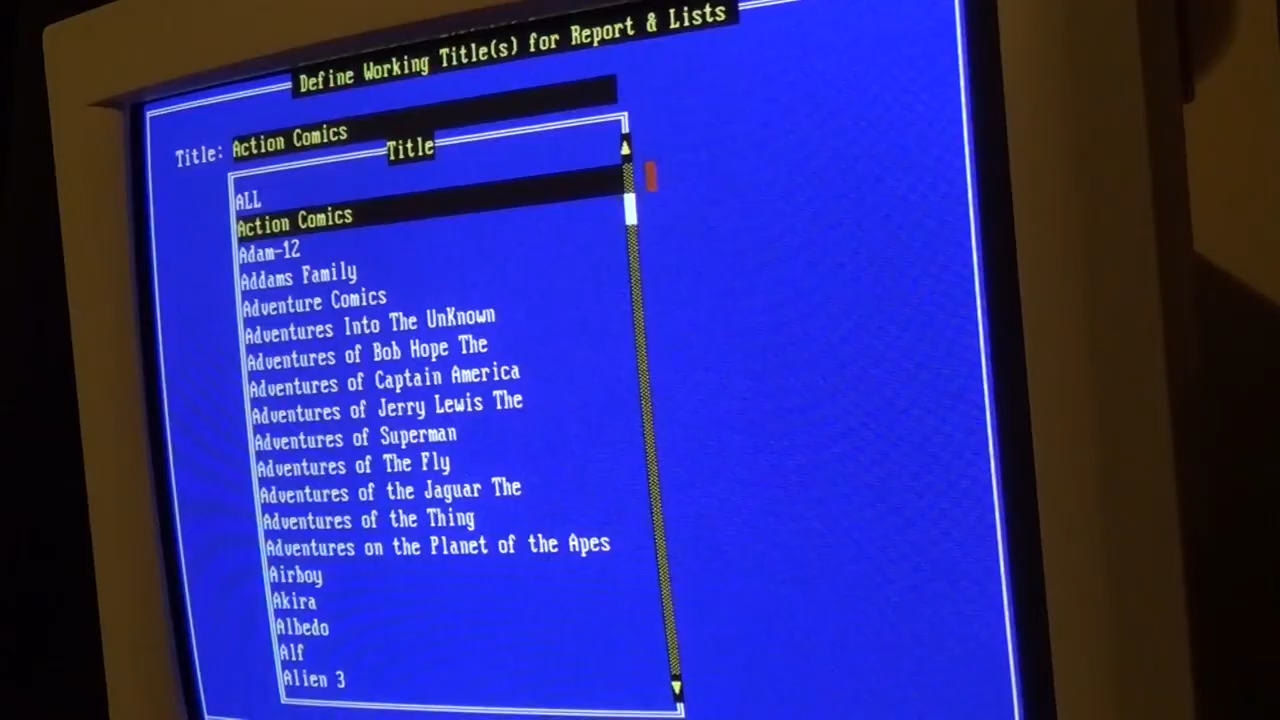 Define Working Title(s) for Report & Lists
Title: Action Comics
Title
ALL
Action Comics
Adam-12
Addams Family
Adventure Comics
Adventures Into The UnKnown
Adventures of Bob Hope The
Adventures of Captain America
Adventures of Jerry Lewis The
Adventures of Superman
Adventures of The Fly
Adventures of the Jaguar The
Adventures of the Thing
Adventures on the Planet of the Apes
Airboy
Akira
Albedo
Alf
Alien 3